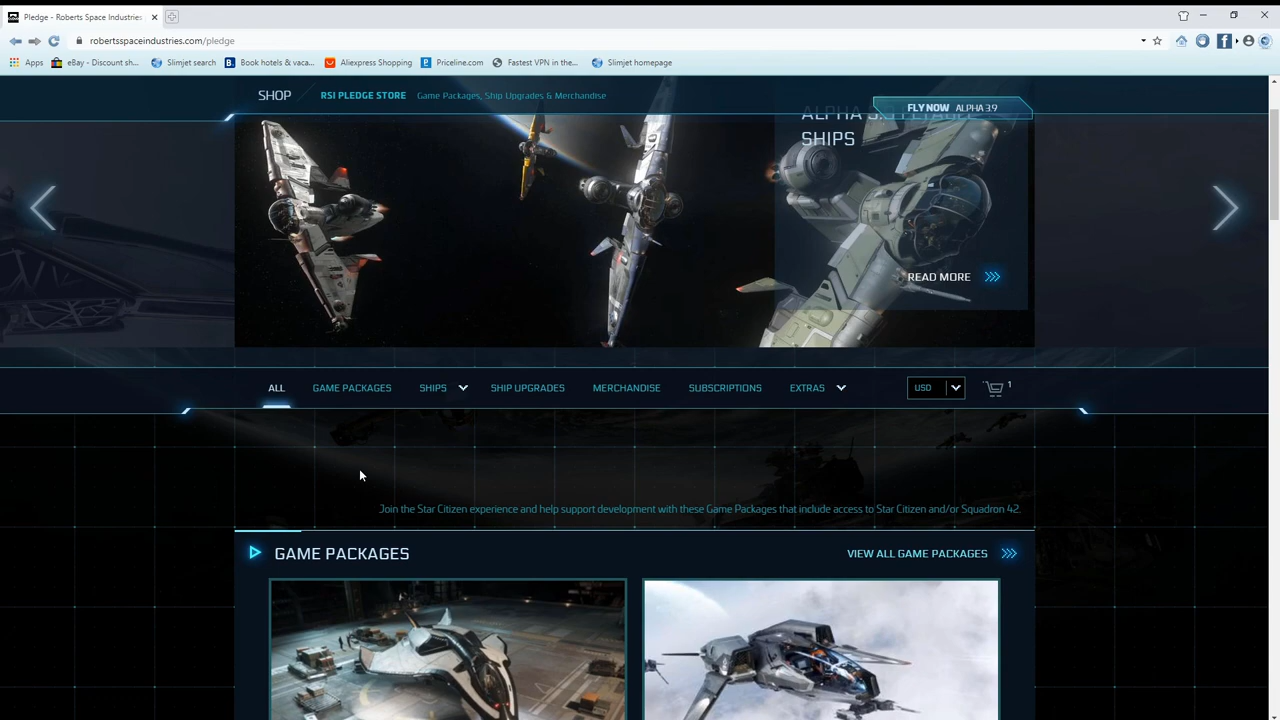 Pledge - Roberts Space Industries
robertsspaceindustries.com/pledge
Apps
eBay - Discount sh...
Slimjet search
Book hotels & vaca...
Aliexpress Shopping
Priceline.com
Fastest VPN in the...
Slimjet homepage
SHOP
RSI PLEDGE STORE
Game Packages, Ship Upgrades & Merchandise
FLY NOW ALPHA 3.9
ALPHA 3.9 FLYABLE
SHIPS
READ MORE
ALL
GAME PACKAGES
SHIPS
SHIP UPGRADES
MERCHANDISE
SUBSCRIPTIONS
EXTRAS
USD
1
Join the Star Citizen experience and help support development with these Game Packages that include access to Star Citizen and/or Squadron 42.
GAME PACKAGES
VIEW ALL GAME PACKAGES